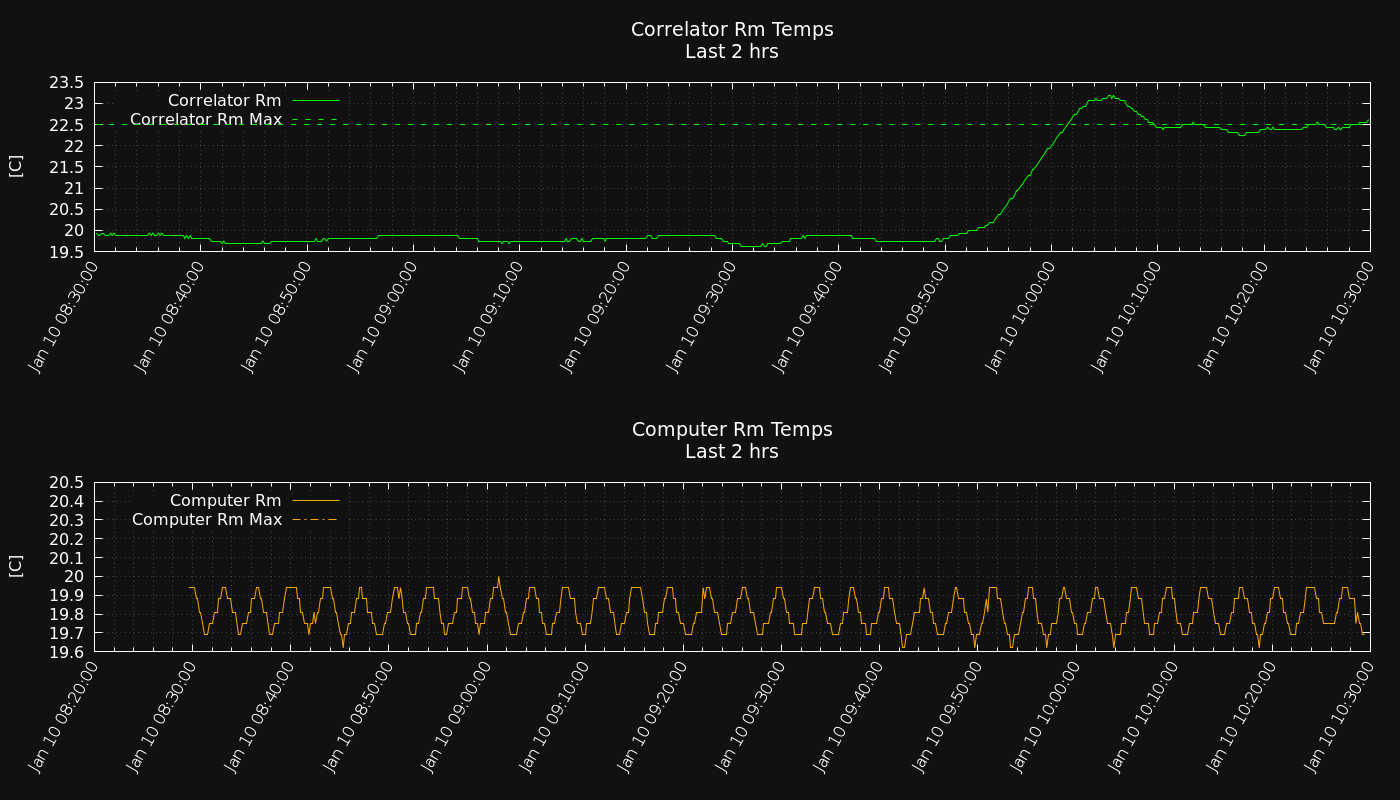 Correlator Rm Temps
Last 2 hrs
23.5
23
22.5
22
21.5
21
20.5
20
19.5
[C]
Correlator Rm
Correlator Rm Max
Jan 10 08:30:00
Jan 10 08:40:00
Jan 10 08:50:00
Jan 10 09:00:00
Jan 10 09:10:00
Jan 10 09:20:00
Jan 10 09:30:00
Jan 10 09:40:00
Jan 10 09:50:00
Jan 10 10:00:00
Jan 10 10:10:00
Jan 10 10:20:00
Jan 10 10:30:00
Computer Rm Temps
Last 2 hrs
20.5
20.4
20.3
20.2
20.1
20
19.9
19.8
19.7
19.6
[C]
Computer Rm
Computer Rm Max
Jan 10 08:20:00
Jan 10 08:30:00
Jan 10 08:40:00
Jan 10 08:50:00
Jan 10 09:00:00
Jan 10 09:10:00
Jan 10 09:20:00
Jan 10 09:30:00
Jan 10 09:40:00
Jan 10 09:50:00
Jan 10 10:00:00
Jan 10 10:10:00
Jan 10 10:20:00
Jan 10 10:30:00